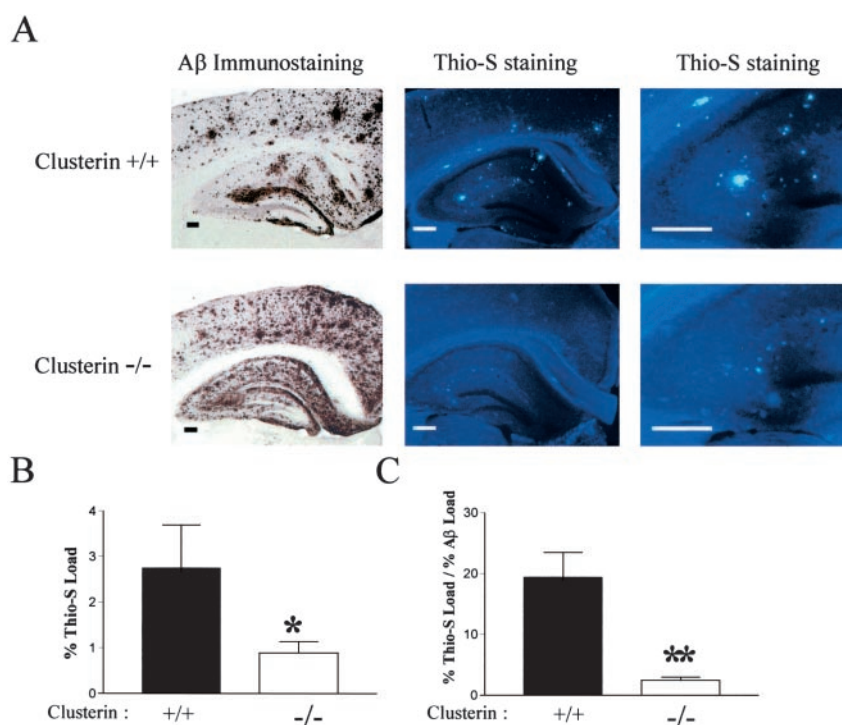 A
Aβ Immunostaining
Thio-S staining
Thio-S staining
Clusterin +/+
Clusterin -/-
B
% Thio-S Load
4
3
2
1
0
*
Clusterin :
+/+
-/-
C
% Thio-S Load / % Aβ Load
30
20
10
0
**
Clusterin :
+/+
-/-